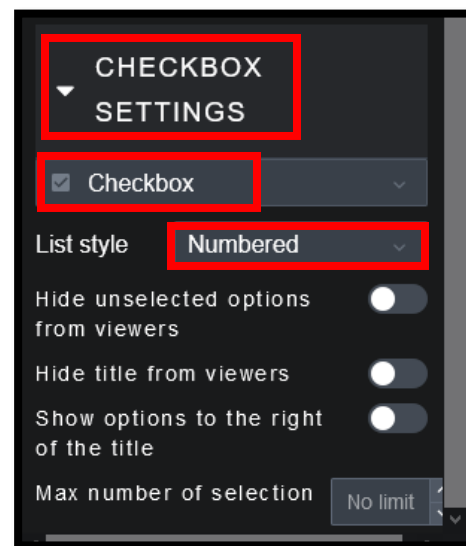 CHECKBOX
SETTINGS
Checkbox
List style Numbered
Hide unselected options
from viewers
Hide title from viewers
Show options to the right
of the title
Max number of selection No limit